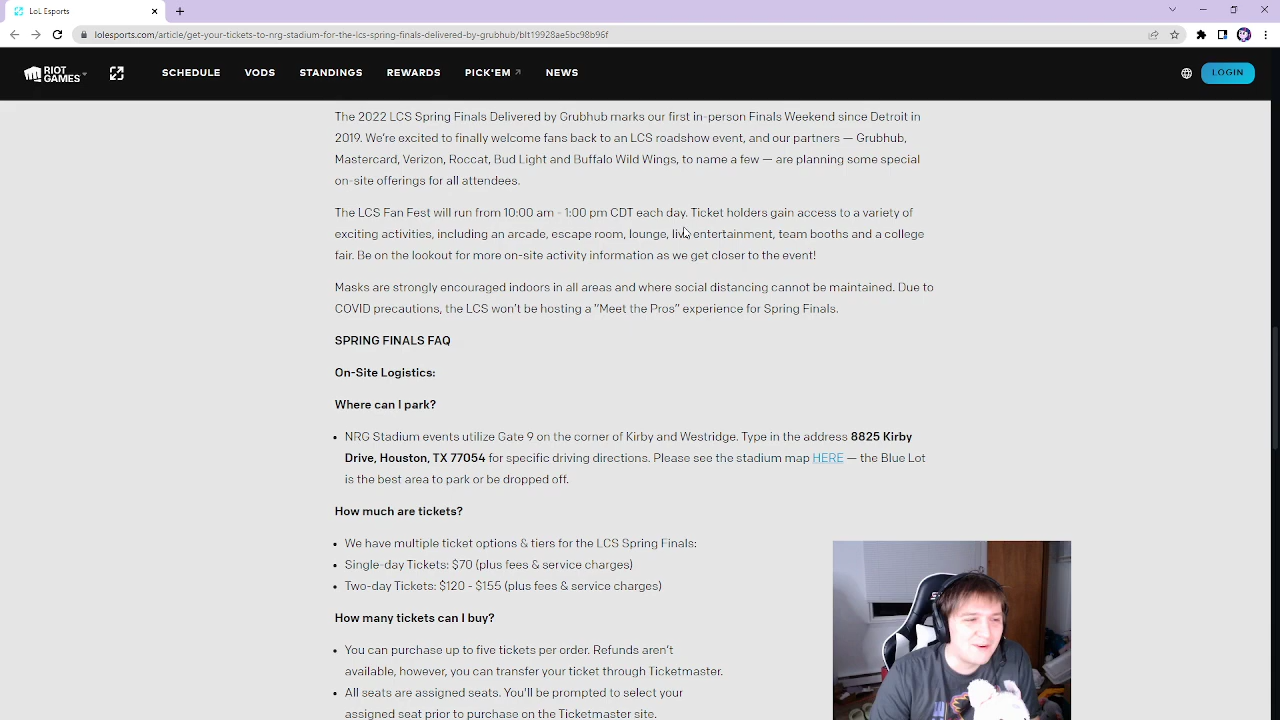 LoL Esports
lolesports.com/article/get-your-tickets-to-nrg-stadium-for-the-lcs-spring-finals-delivered-by-grubhub/blt19928ae5bc98b96f
RIOT GAMES SCHEDULE VODS STANDINGS REWARDS PICK'EM NEWS LOGIN
The 2022 LCS Spring Finals Delivered by Grubhub marks our first in-person Finals Weekend since Detroit in
2019. We're excited to finally welcome fans back to an LCS roadshow event, and our partners — Grubhub,
Mastercard, Verizon, Roccat, Bud Light and Buffalo Wild Wings, to name a few — are planning some special
on-site offerings for all attendees.
The LCS Fan Fest will run from 10:00 am - 1:00 pm CDT each day. Ticket holders gain access to a variety of
exciting activities, including an arcade, escape room, lounge, live entertainment, team booths and a college
fair. Be on the lookout for more on-site activity information as we get closer to the event!
Masks are strongly encouraged indoors in all areas and where social distancing cannot be maintained. Due to
COVID precautions, the LCS won't be hosting a "Meet the Pros" experience for Spring Finals.
SPRING FINALS FAQ
On-Site Logistics:
Where can I park?
• NRG Stadium events utilize Gate 9 on the corner of Kirby and Westridge. Type in the address 8825 Kirby
Drive, Houston, TX 77054 for specific driving directions. Please see the stadium map HERE — the Blue Lot
is the best area to park or be dropped off.
How much are tickets?
• We have multiple ticket options & tiers for the LCS Spring Finals:
• Single-day Tickets: $70 (plus fees & service charges)
• Two-day Tickets: $120 - $155 (plus fees & service charges)
How many tickets can I buy?
• You can purchase up to five tickets per order. Refunds aren't
available, however, you can transfer your ticket through Ticketmaster.
• All seats are assigned seats. You'll be prompted to select your
assigned seat prior to purchase on the Ticketmaster site.